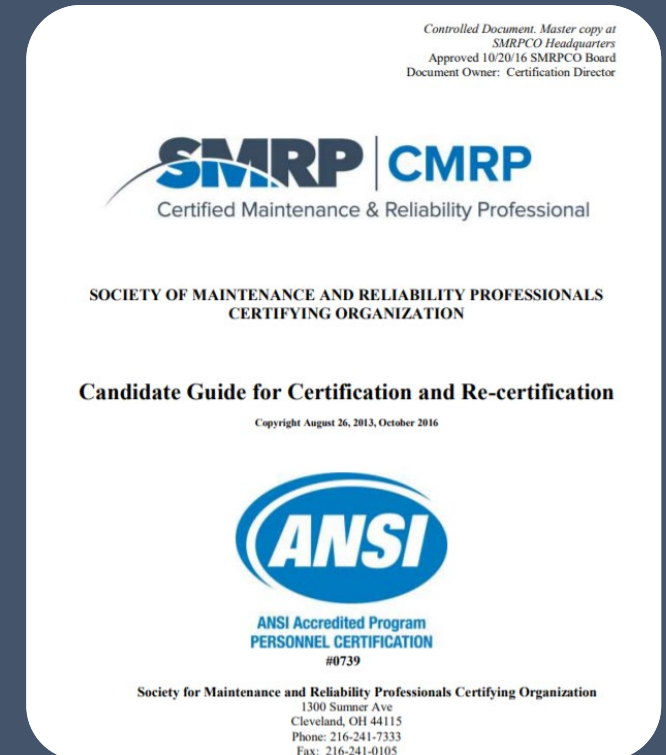 Controlled Document. Master copy at
SMRPCO Headquarters
Approved 10/20/16 SMRPCO Board
Document Owner: Certification Director
SMRP CMRP
Certified Maintenance & Reliability Professional
SOCIETY OF MAINTENANCE AND RELIABILITY PROFESSIONALS
CERTIFYING ORGANIZATION
Candidate Guide for Certification and Re-certification
Copyright August 26, 2013, October 2016
ANSI
ANSI Accredited Program
PERSONNEL CERTIFICATION
#0739
Society for Maintenance and Reliability Professionals Certifying Organization
1300 Sumner Ave
Cleveland, OH 44115
Phone: 216-241-7333
Fax: 216-241-0105